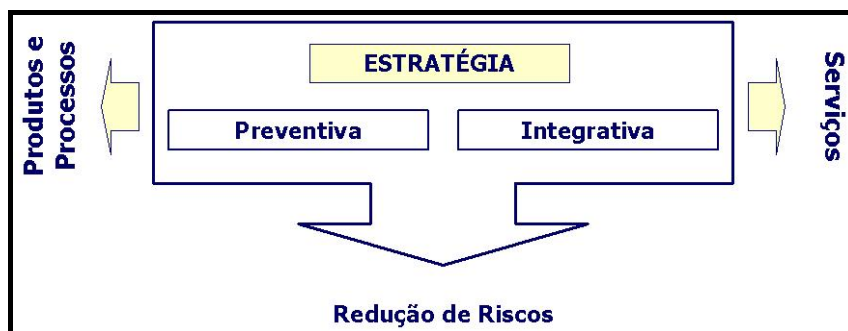 Produtos e
Processos
ESTRATÉGIA
Preventiva
Integrativa
Serviços
Redução de Riscos